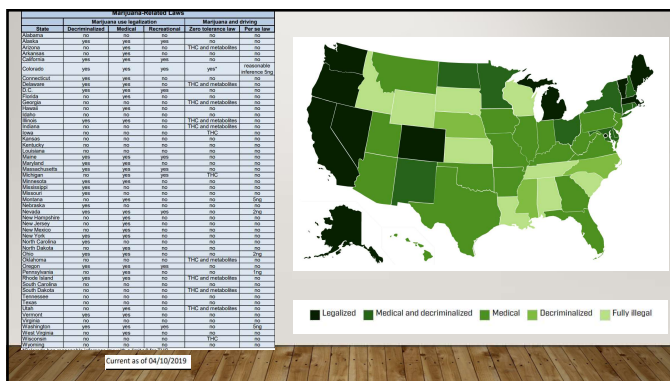 Marijuana-Related Laws
Marijuana use legalization Marijuana and driving
State Decriminalized Medical Recreational Zero tolerance law Per se law
Alabama no no no no no
Alaska yes yes yes no no
Arizona no yes no THC and metabolites no
Arkansas no yes no no no
California yes yes yes no no
Colorado yes yes yes yes* reasonable inference 5ng
Connecticut yes yes no no no
Delaware yes yes no THC and metabolites no
D.C. yes yes yes no no
Florida no yes no no no
Georgia no no no THC and metabolites no
Hawaii no yes no no no
Idaho no no no no no
Illinois yes yes no THC and metabolites no
Indiana no no no THC and metabolites no
Iowa no no no THC no
Kansas no no no no no
Kentucky no no no no no
Louisiana no no no no no
Maine yes yes yes no no
Maryland yes yes no no no
Massachusetts yes yes yes no no
Michigan no yes yes THC no
Minnesota yes yes no no no
Mississippi yes no no no no
Missouri yes no no no no
Montana no yes no no 5ng
Nebraska yes no no no no
Nevada yes yes yes no 2ng
New Hampshire no yes no no no
New Jersey no yes no no no
New Mexico no yes no no no
New York yes yes no no no
North Carolina yes no no no no
North Dakota no yes no no no
Ohio yes yes no no 2ng
Oklahoma no no no THC and metabolites no
Oregon yes yes yes no no
Pennsylvania no yes no no 1ng
Rhode Island yes yes no THC and metabolites no
South Carolina no no no no no
South Dakota no no no THC and metabolites no
Tennessee no no no no no
Texas no no no no no
Utah no yes no THC and metabolites no
Vermont yes yes no no no
Virginia no no no no no
Washington yes yes yes no 5ng
West Virginia no yes no no no
Wisconsin no no no THC no
Wyoming no no no no no
Current as of 04/10/2019
Legalized Medical and decriminalized Medical Decriminalized Fully illegal